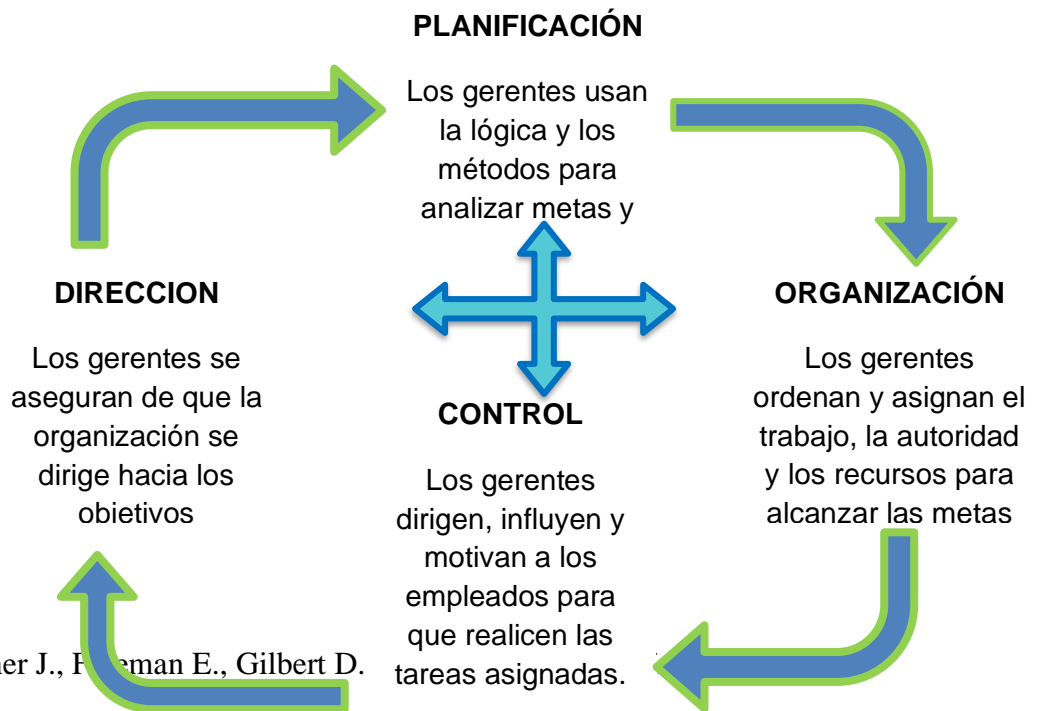 PLANIFICACIÓN
Los gerentes usan
la lógica y los
métodos para
analizar metas y
DIRECCION
Los gerentes se
aseguran de que la
organización se
dirige hacia los
objetivos
ORGANIZACIÓN
Los gerentes
ordenan y asignan el
trabajo, la autoridad
y los recursos para
alcanzar las metas
CONTROL
Los gerentes
dirigen, influyen y
motivan a los
empleados para
que realicen las
tareas asignadas.
J., E., Gilbert D.